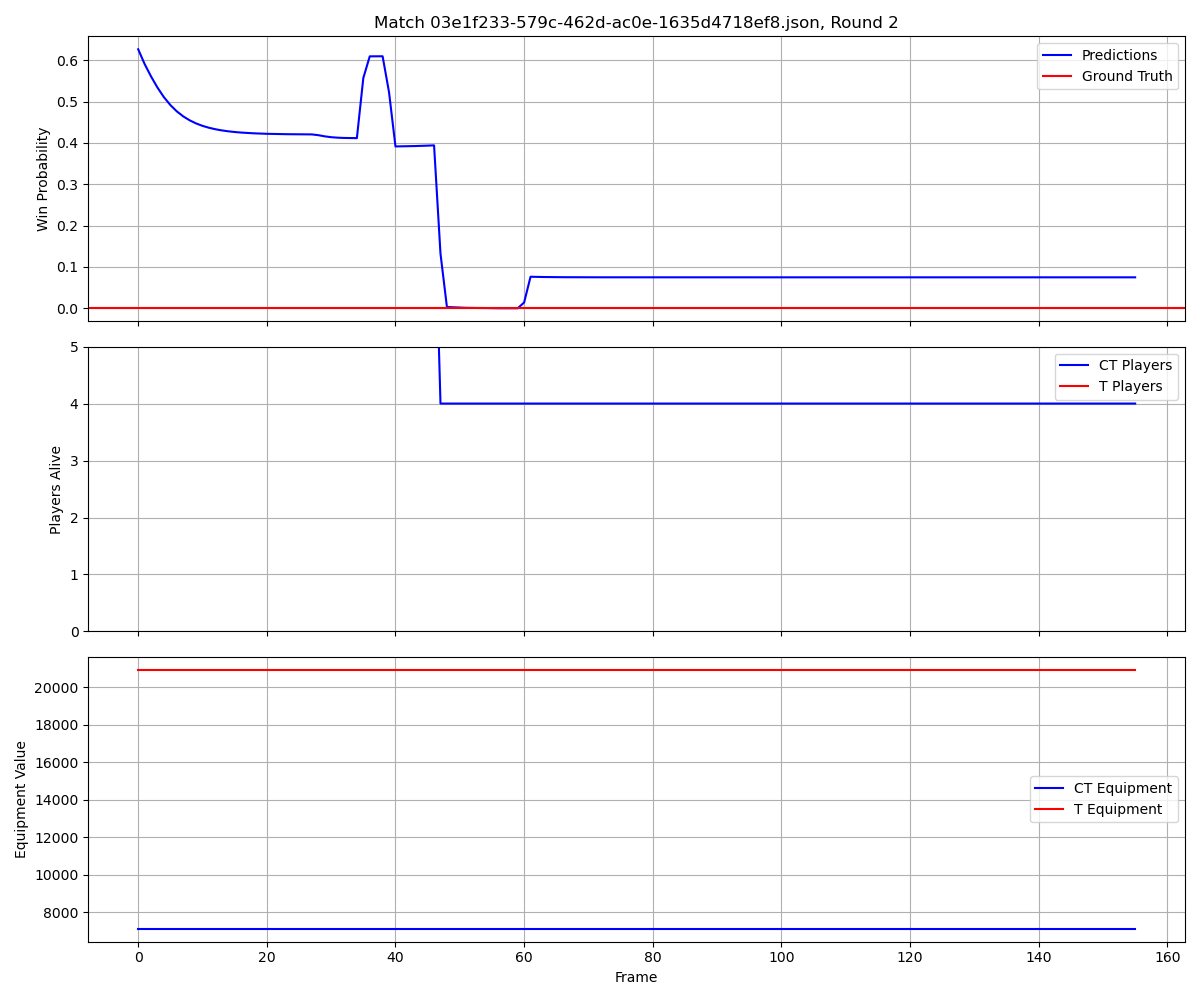 Match 03e1f233-579c-462d-ac0e-1635d4718ef8.json, Round 2
Win Probability
0.6
0.5
0.4
0.3
0.2
0.1
0.0
Predictions
Ground Truth
Players Alive
5
4
3
2
1
0
CT Players
T Players
Equipment Value
20000
18000
16000
14000
12000
10000
8000
CT Equipment
T Equipment
0 20 40 60 80 100 120 140 160
Frame